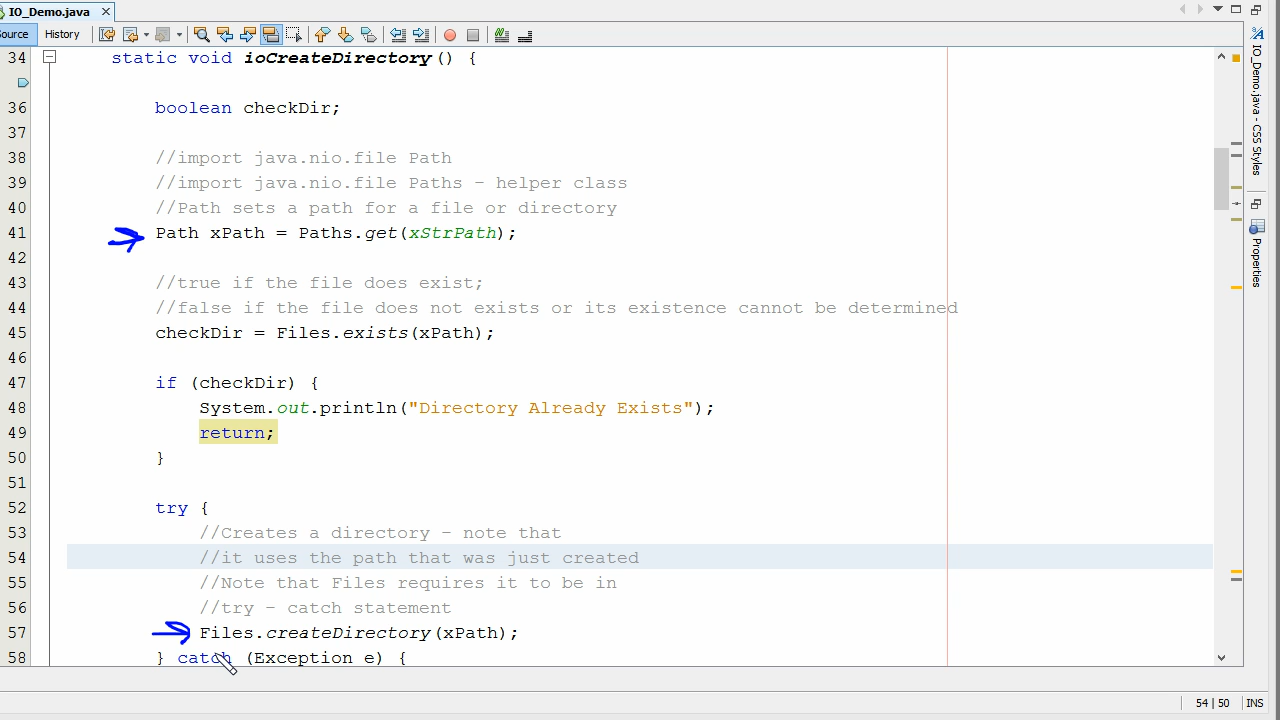 IO_Demo.java
Source History
34 static void ioCreateDirectory() {
36 boolean checkDir;
37
38 //import java.nio.file Path
39 //import java.nio.file Paths - helper class
40 //Path sets a path for a file or directory
41 Path xPath = Paths.get(xStrPath);
42
43 //true if the file does exist;
44 //false if the file does not exists or its existence cannot be determined
45 checkDir = Files.exists(xPath);
46
47 if (checkDir) {
48 System.out.println("Directory Already Exists");
49 return;
50 }
51
52 try {
53 //Creates a directory - note that
54 //it uses the path that was just created
55 //Note that Files requires it to be in
56 //try - catch statement
57 Files.createDirectory(xPath);
58 } catch (Exception e) {
IO_Demo.java - CSS Styles
Properties
54 | 50 INS